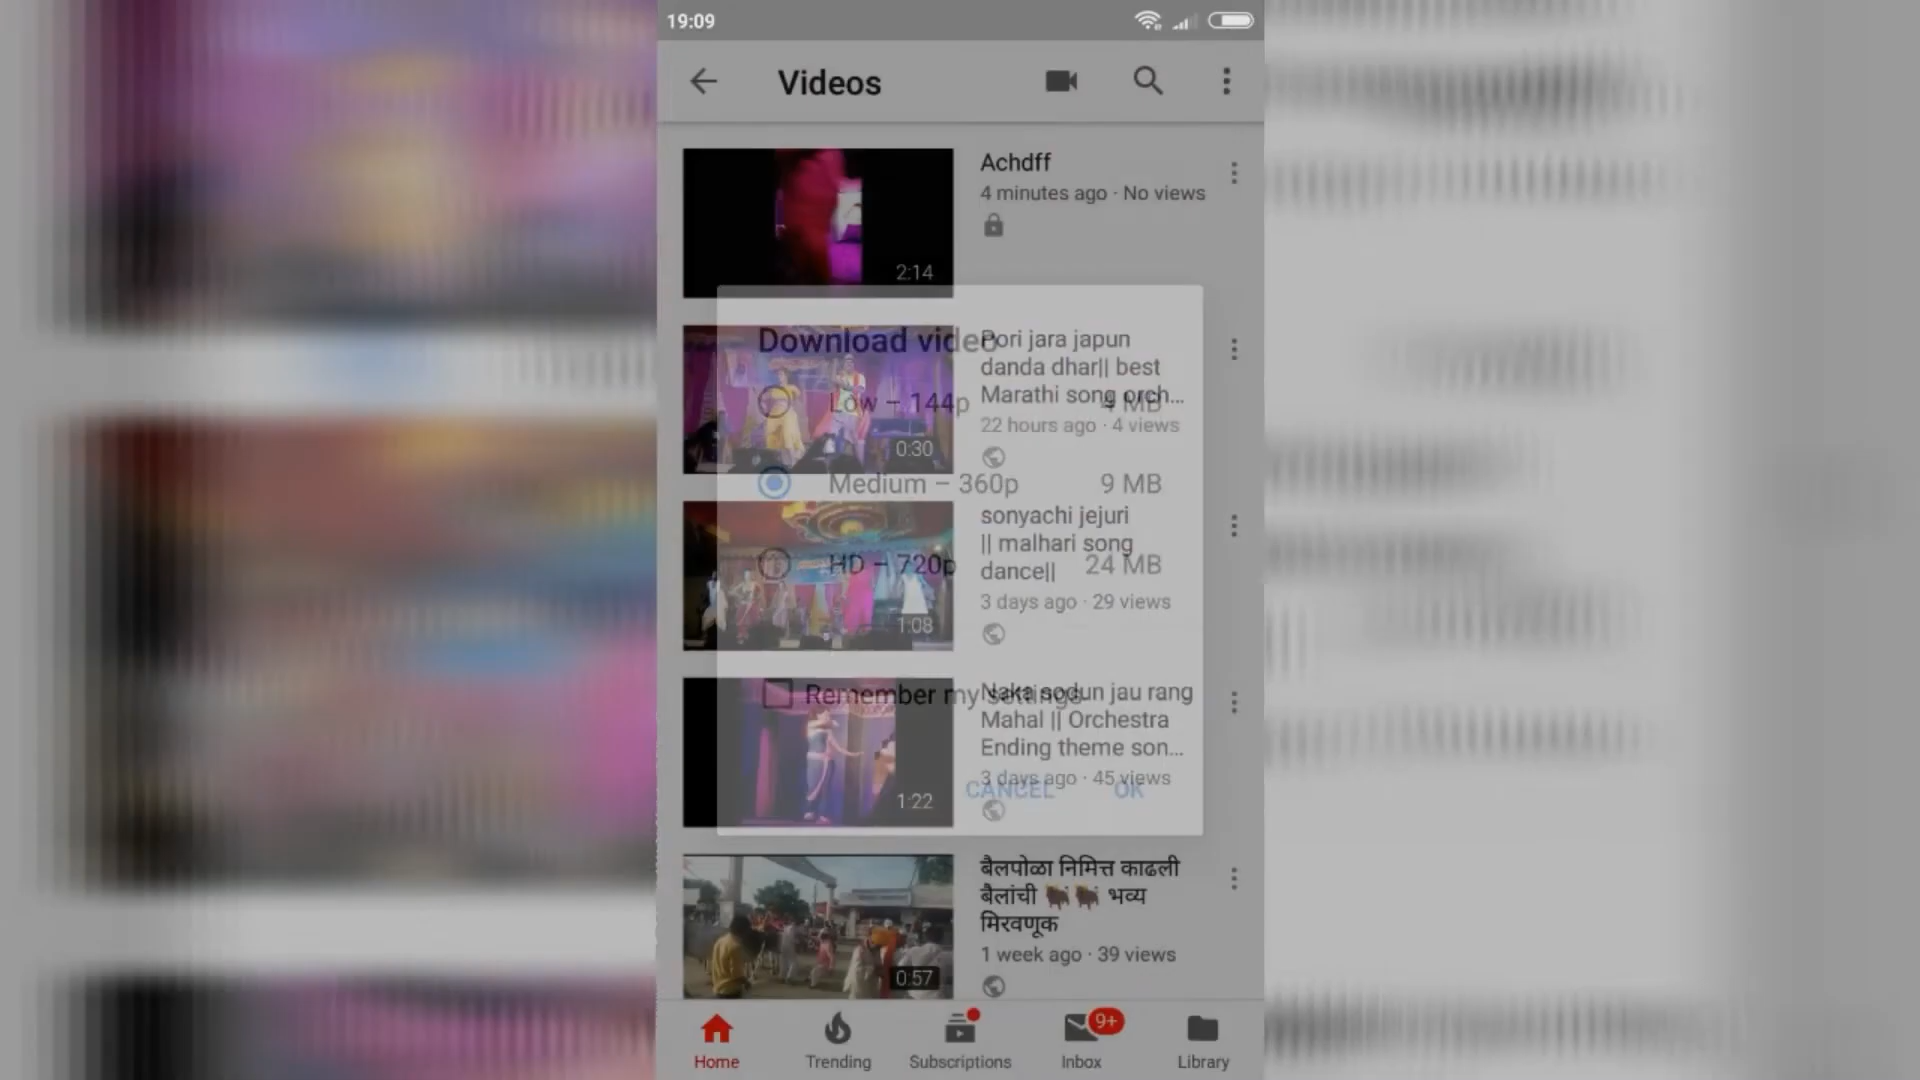 19:09
Videos
Achdff
4 minutes ago · No views
2:14
Download video
Pori jara japun
danda dhar|| best
Marathi song orch...
22 hours ago · 4 views
0:30
Low – 144p
4 MB
Medium – 360p 9 MB
sonyachi jejuri
|| malhari song
dance||
3 days ago · 29 views
1:08
HD – 720p 24 MB
Remember my settings
Naka sodun jau rang
Mahal || Orchestra
Ending theme son...
3 days ago · 45 views
1:22
CANCEL OK
बैलपोळा निमित्त काढली
बैलांची 🐂🐂 भव्य
मिरवणूक
1 week ago · 39 views
0:57
9+
Home Trending Subscriptions Inbox Library